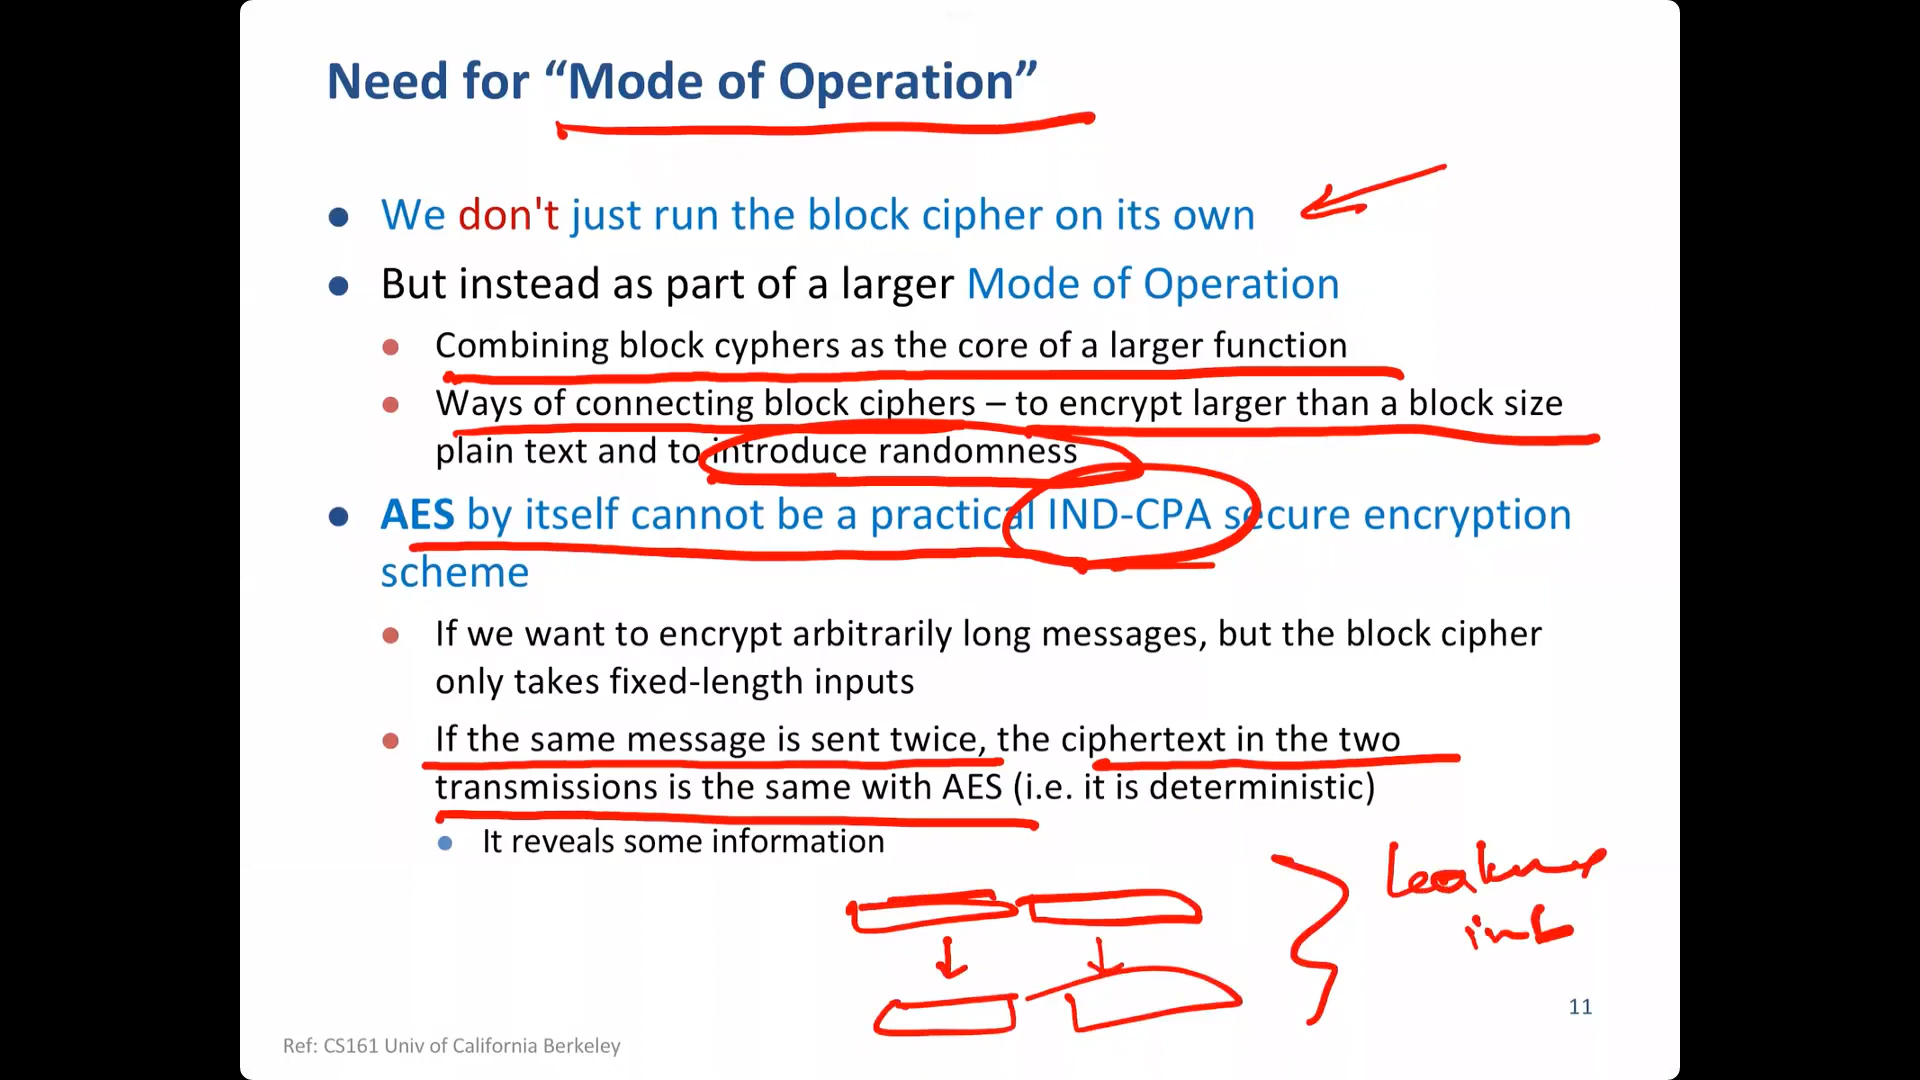 Need for “Mode of Operation”
We don't just run the block cipher on its own
But instead as part of a larger Mode of Operation
Combining block cyphers as the core of a larger function
Ways of connecting block ciphers – to encrypt larger than a block size
plain text and to introduce randomness
AES by itself cannot be a practical IND-CPA secure encryption
scheme
If we want to encrypt arbitrarily long messages, but the block cipher
only takes fixed-length inputs
If the same message is sent twice, the ciphertext in the two
transmissions is the same with AES (i.e. it is deterministic)
It reveals some information
11
Ref: CS161 Univ of California Berkeley